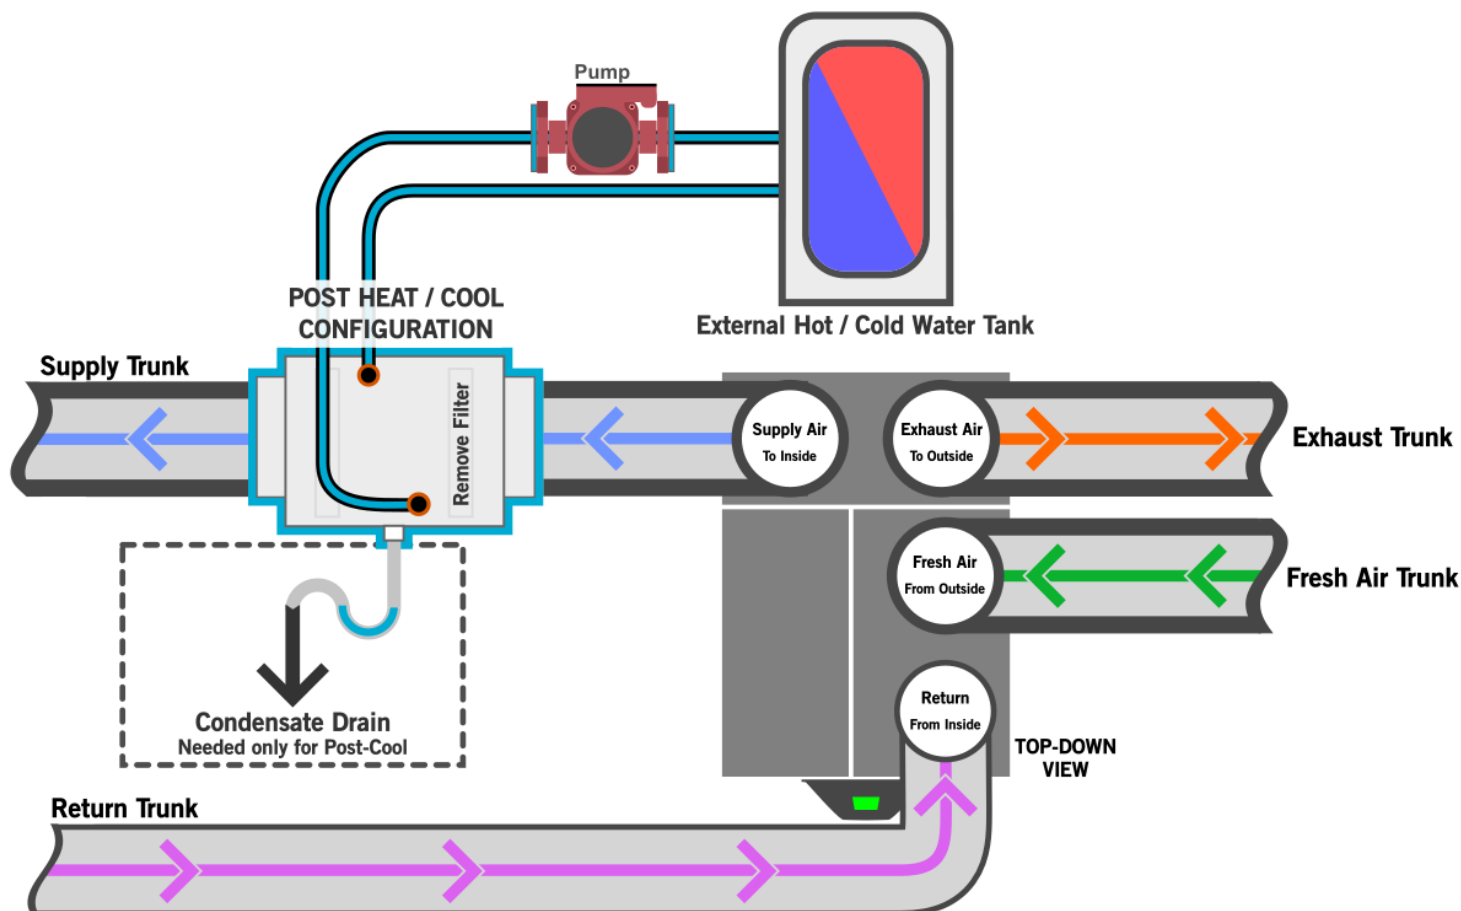 Pump
POST HEAT / COOL
CONFIGURATION
External Hot / Cold Water Tank
Supply Trunk
Remove Filter
Supply Air
To Inside
Exhaust Air
To Outside
Exhaust Trunk
Fresh Air
From Outside
Fresh Air Trunk
Return
From Inside
TOP-DOWN
VIEW
Condensate Drain
Needed only for Post-Cool
Return Trunk